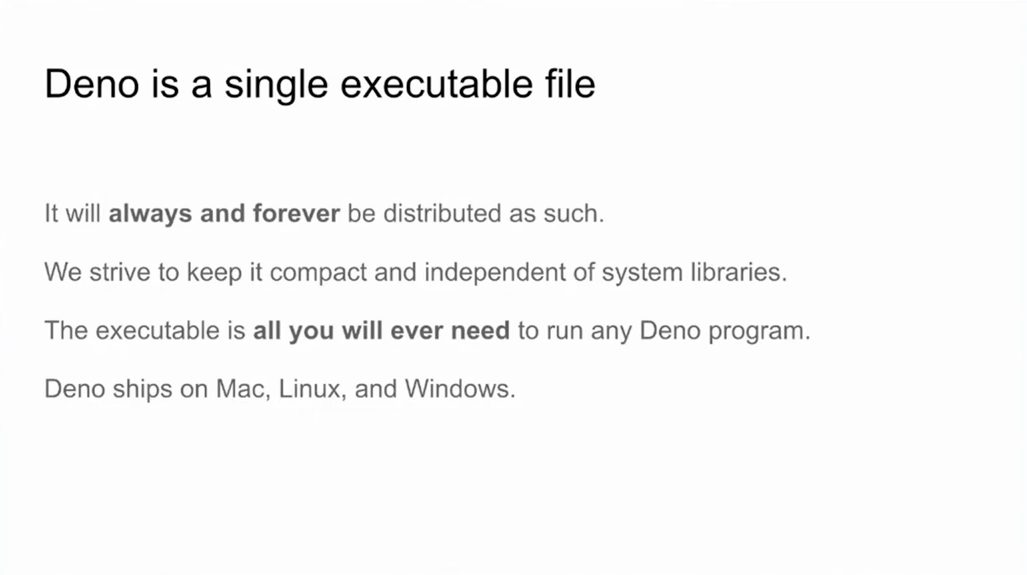 Deno is a single executable file
It will always and forever be distributed as such.
We strive to keep it compact and independent of system libraries.
The executable is all you will ever need to run any Deno program.
Deno ships on Mac, Linux, and Windows.